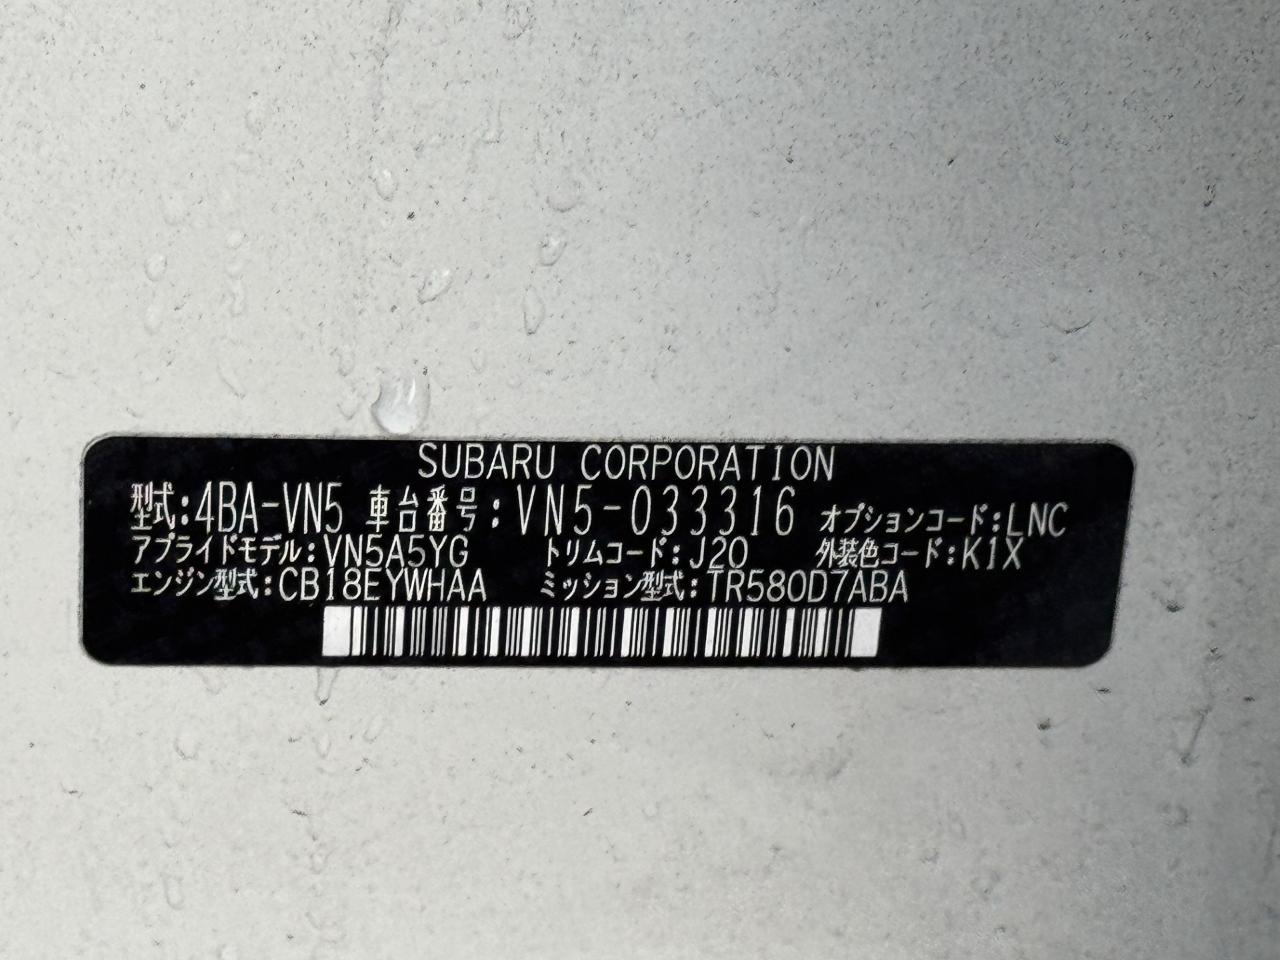 SUBARU CORPORATION
型式:4BA-VN5 車台番号:VN5-033316 オプションコード:LNC
アプライドモデル:VN5A5YG トリムコード:J20 外装色コード:K1X
エンジン型式:CB18EYWHAA ミッション型式:TR580D7ABA